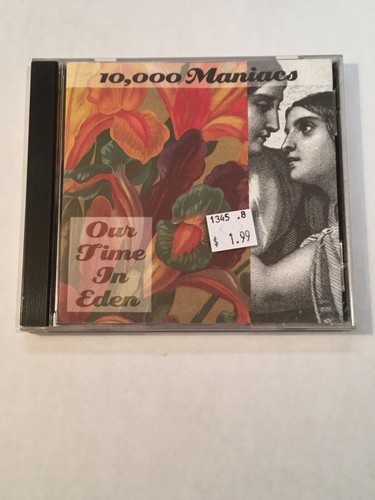 10,000 Maniacs
1345 .8
$ 1.99
Our
Time
In
Eden